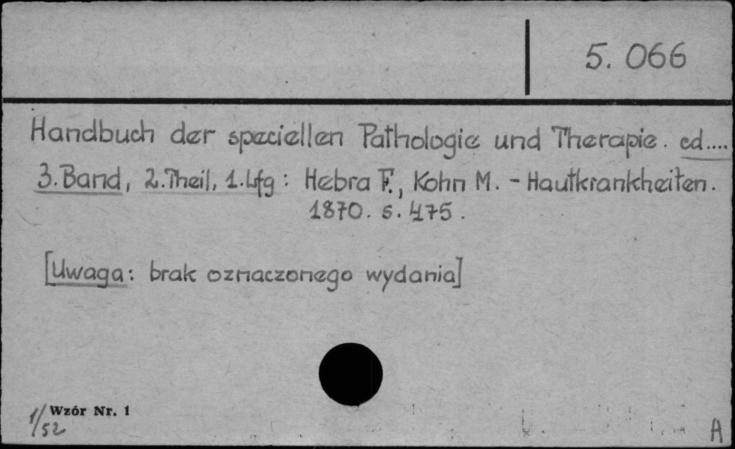 5. 066
Handbuch der speciellen Pathologie und Therapie. ed....
3. Band, 2. Theil, 1. Lfg : Hebra F., Kohn M. - Hautkrankheiten.
1870. s. 475.
[Uwaga: brak oznaczonego wydania]
Wzór Nr. 1
1/52
A